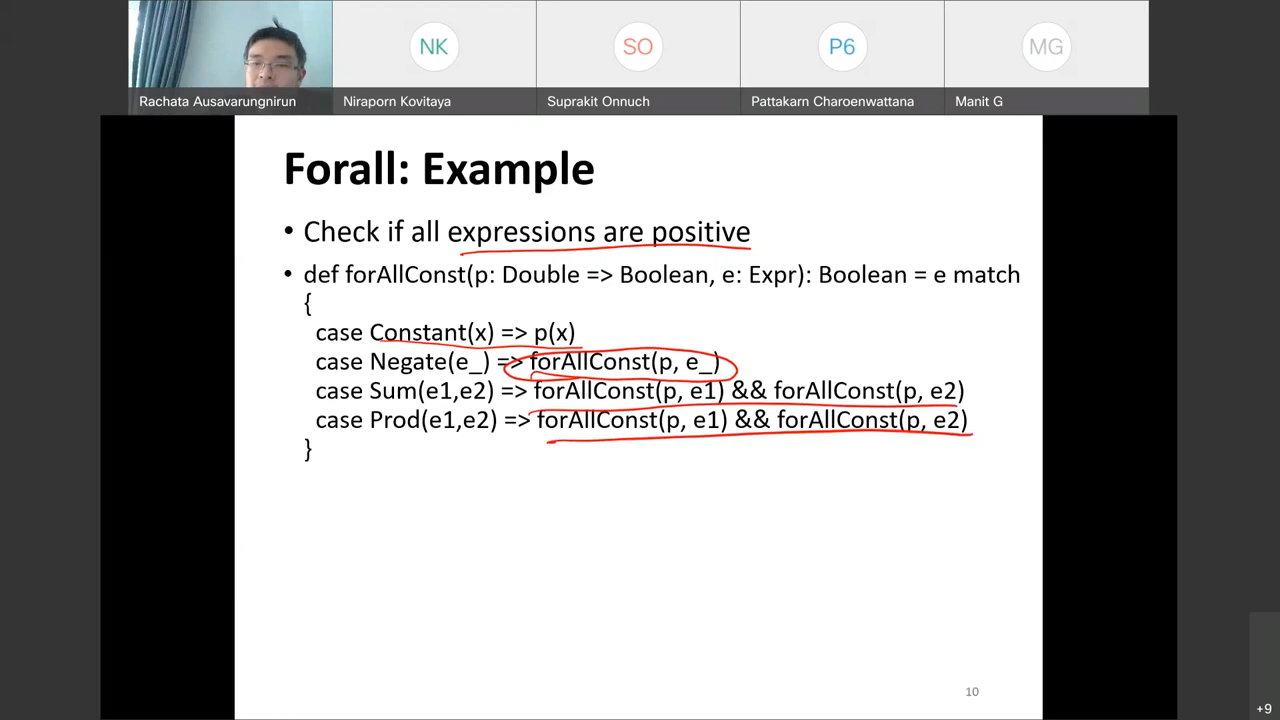 NK
SO
P6
MG
Rachata Ausavarungnirun
Niraporn Kovitaya
Suprakit Onnuch
Pattakarn Charoenwattana
Manit G
Forall: Example
• Check if all expressions are positive
• def forAllConst(p: Double => Boolean, e: Expr): Boolean = e match
{
case Constant(x) => p(x)
case Negate(e_) => forAllConst(p, e_)
case Sum(e1,e2) => forAllConst(p, e1) && forAllConst(p, e2)
case Prod(e1,e2) => forAllConst(p, e1) && forAllConst(p, e2)
}
10
+9